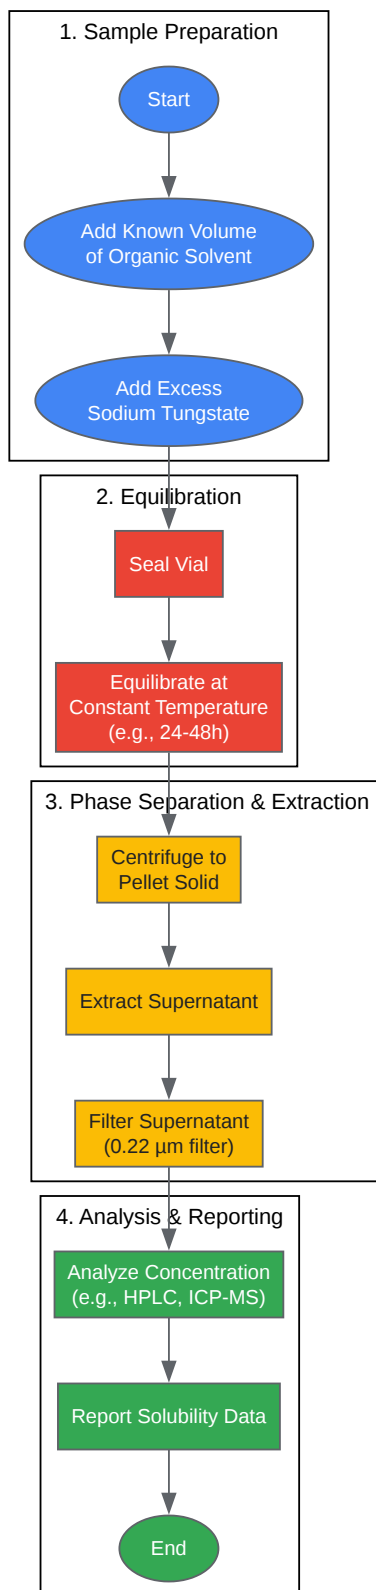 1. Sample Preparation
Start
Add Known Volume
of Organic Solvent
Add Excess
Sodium Tungstate
2. Equilibration
Seal Vial
Equilibrate at
Constant Temperature
(e.g., 24-48h)
3. Phase Separation & Extraction
Centrifuge to
Pellet Solid
Extract Supernatant
Filter Supernatant
(0.22 µm filter)
4. Analysis & Reporting
Analyze Concentration
(e.g., HPLC, ICP-MS)
Report Solubility Data
End